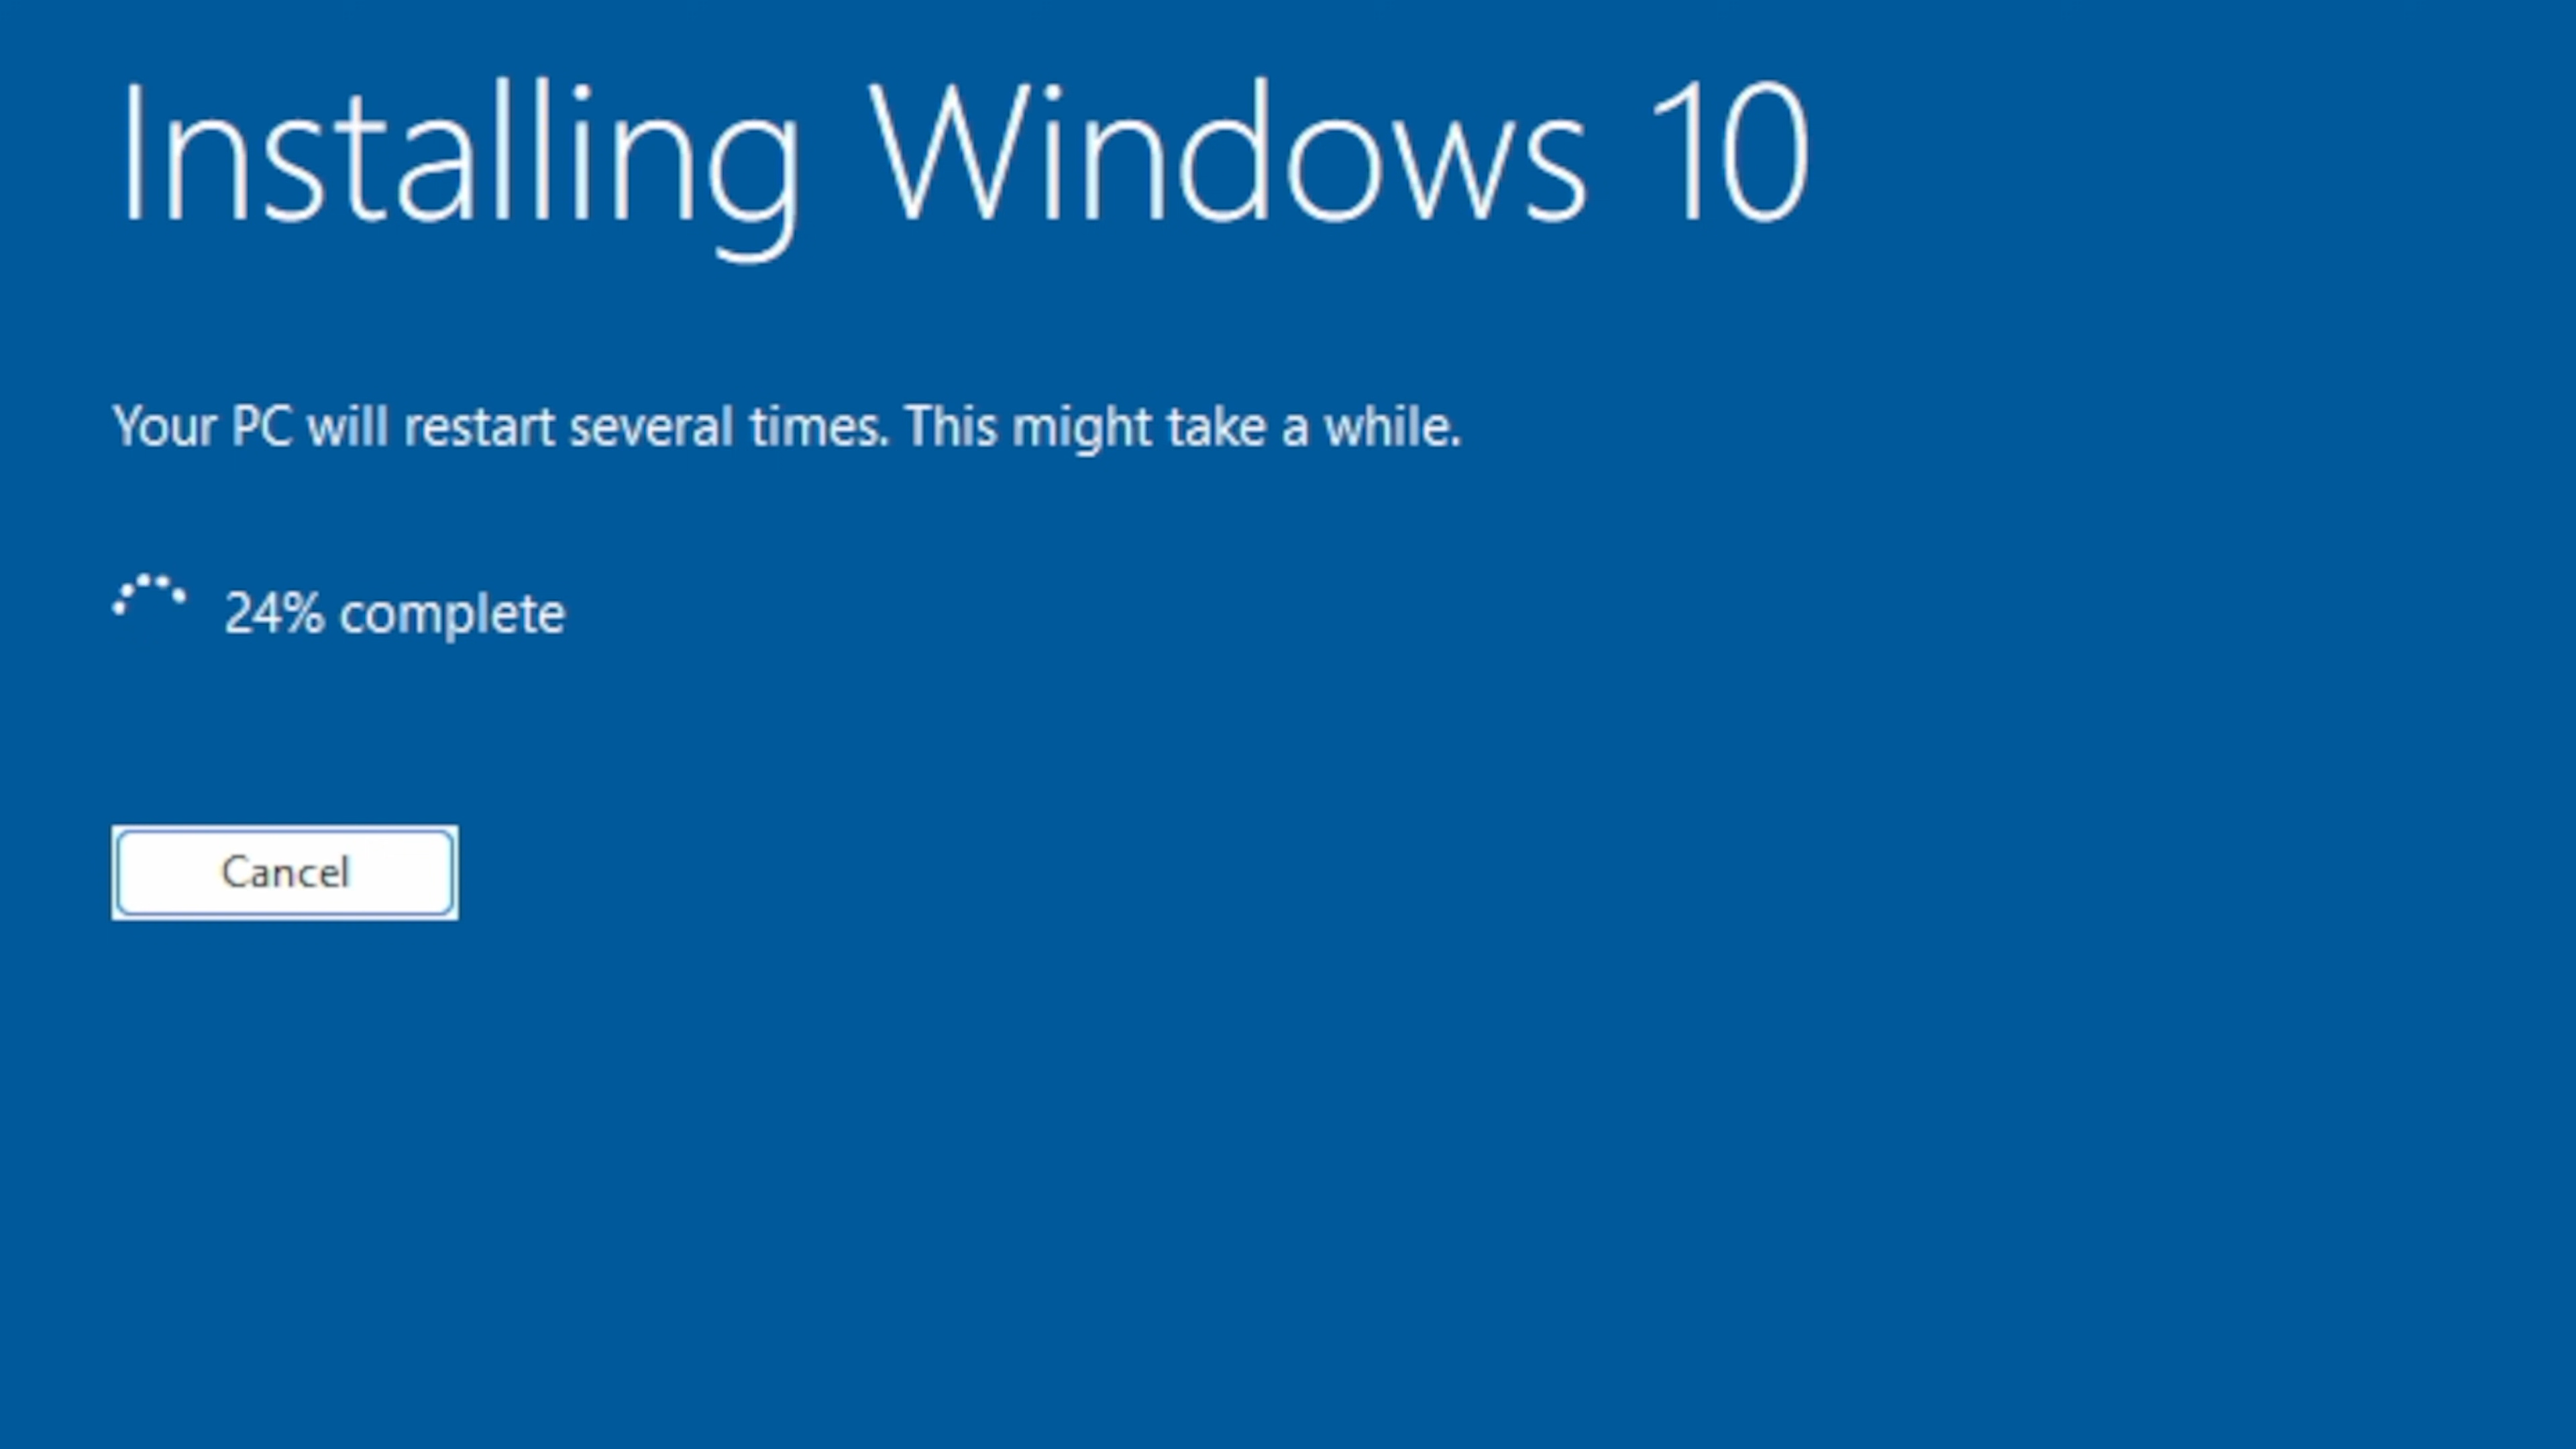 Installing Windows 10
Your PC will restart several times. This might take a while.
24% complete
Cancel